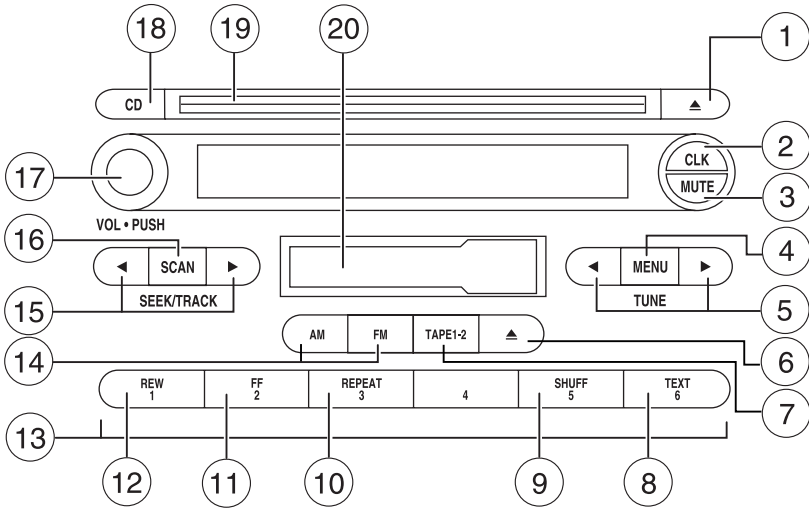 18 19 20 1
CD
2
CLK
17
MUTE
3
VOL • PUSH
16
4
SCAN
MENU
15
SEEK/TRACK
TUNE
5
14
AM FM TAPE1-2
6
7
REW FF REPEAT SHUFF TEXT
1 2 3 4 5 6
13
12 11 10 9 8